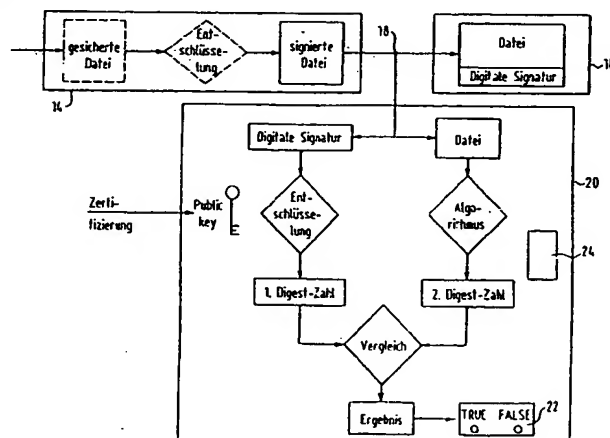 gesicherte
Datei
Ent-
schlüsse-
lung
signierte
Datei
14
18
Datei
Digitale Signatur
Digitale Signatur
Datei
20
Zerti-
fizierung
Public
key
Ent-
schlüsse-
lung
Algo-
richmus
24
1. Digest-Zahl
2. Digest-Zahl
Vergleich
Ergebnis
TRUE FALSE
22